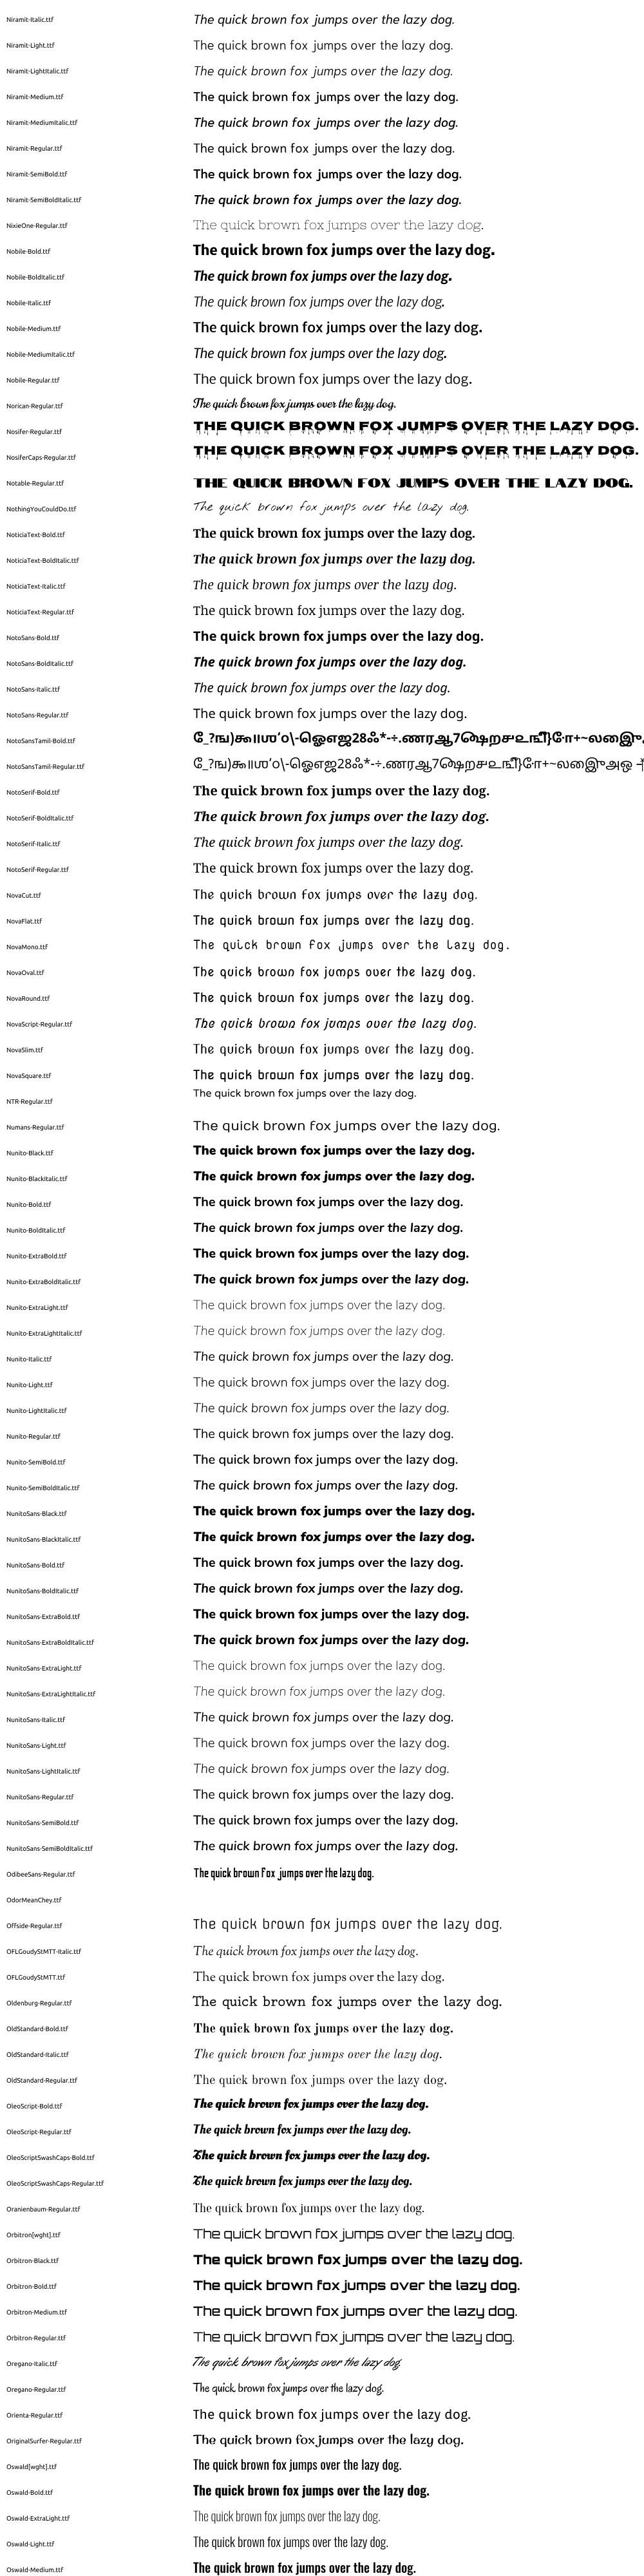 Niramit-Italic.ttf The quick brown fox jumps over the lazy dog.
Niramit-Light.ttf The quick brown fox jumps over the lazy dog.
Niramit-LightItalic.ttf The quick brown fox jumps over the lazy dog.
Niramit-Medium.ttf The quick brown fox jumps over the lazy dog.
Niramit-MediumItalic.ttf The quick brown fox jumps over the lazy dog.
Niramit-Regular.ttf The quick brown fox jumps over the lazy dog.
Niramit-SemiBold.ttf The quick brown fox jumps over the lazy dog.
Niramit-SemiBoldItalic.ttf The quick brown fox jumps over the lazy dog.
NixieOne-Regular.ttf The quick brown fox jumps over the lazy dog.
Nobile-Bold.ttf The quick brown fox jumps over the lazy dog.
Nobile-BoldItalic.ttf The quick brown fox jumps over the lazy dog.
Nobile-Italic.ttf The quick brown fox jumps over the lazy dog.
Nobile-Medium.ttf The quick brown fox jumps over the lazy dog.
Nobile-MediumItalic.ttf The quick brown fox jumps over the lazy dog.
Nobile-Regular.ttf The quick brown fox jumps over the lazy dog.
Norican-Regular.ttf The quick brown fox jumps over the lazy dog.
Nosifer-Regular.ttf THE QUICK BROWN FOX JUMPS OVER THE LAZY DOG.
NosiferCaps-Regular.ttf THE QUICK BROWN FOX JUMPS OVER THE LAZY DOG.
Notable-Regular.ttf THE QUICK BROWN FOX JUMPS OVER THE LAZY DOG.
NothingYouCouldDo.ttf The quick brown fox jumps over the lazy dog.
NoticiaText-Bold.ttf The quick brown fox jumps over the lazy dog.
NoticiaText-BoldItalic.ttf The quick brown fox jumps over the lazy dog.
NoticiaText-Italic.ttf The quick brown fox jumps over the lazy dog.
NoticiaText-Regular.ttf The quick brown fox jumps over the lazy dog.
NotoSans-Bold.ttf The quick brown fox jumps over the lazy dog.
NotoSans-BoldItalic.ttf The quick brown fox jumps over the lazy dog.
NotoSans-Italic.ttf The quick brown fox jumps over the lazy dog.
NotoSans-Regular.ttf The quick brown fox jumps over the lazy dog.
NotoSansTamil-Bold.ttf
NotoSansTamil-Regular.ttf
NotoSerif-Bold.ttf The quick brown fox jumps over the lazy dog.
NotoSerif-BoldItalic.ttf The quick brown fox jumps over the lazy dog.
NotoSerif-Italic.ttf The quick brown fox jumps over the lazy dog.
NotoSerif-Regular.ttf The quick brown fox jumps over the lazy dog.
NovaCut.ttf The quick brown fox jumps over the lazy dog.
NovaFlat.ttf The quick brown fox jumps over the lazy dog.
NovaMono.ttf The quick brown fox jumps over the lazy dog.
NovaOval.ttf The quick brown fox jumps over the lazy dog.
NovaRound.ttf The quick brown fox jumps over the lazy dog.
NovaScript-Regular.ttf The quick brown fox jumps over the lazy dog.
NovaSlim.ttf The quick brown fox jumps over the lazy dog.
NovaSquare.ttf The quick brown fox jumps over the lazy dog.
NTR-Regular.ttf The quick brown fox jumps over the lazy dog.
Numans-Regular.ttf The quick brown fox jumps over the lazy dog.
Nunito-Black.ttf The quick brown fox jumps over the lazy dog.
Nunito-BlackItalic.ttf The quick brown fox jumps over the lazy dog.
Nunito-Bold.ttf The quick brown fox jumps over the lazy dog.
Nunito-BoldItalic.ttf The quick brown fox jumps over the lazy dog.
Nunito-ExtraBold.ttf The quick brown fox jumps over the lazy dog.
Nunito-ExtraBoldItalic.ttf The quick brown fox jumps over the lazy dog.
Nunito-ExtraLight.ttf The quick brown fox jumps over the lazy dog.
Nunito-ExtraLightItalic.ttf The quick brown fox jumps over the lazy dog.
Nunito-Italic.ttf The quick brown fox jumps over the lazy dog.
Nunito-Light.ttf The quick brown fox jumps over the lazy dog.
Nunito-LightItalic.ttf The quick brown fox jumps over the lazy dog.
Nunito-Regular.ttf The quick brown fox jumps over the lazy dog.
Nunito-SemiBold.ttf The quick brown fox jumps over the lazy dog.
Nunito-SemiBoldItalic.ttf The quick brown fox jumps over the lazy dog.
NunitoSans-Black.ttf The quick brown fox jumps over the lazy dog.
NunitoSans-BlackItalic.ttf The quick brown fox jumps over the lazy dog.
NunitoSans-Bold.ttf The quick brown fox jumps over the lazy dog.
NunitoSans-BoldItalic.ttf The quick brown fox jumps over the lazy dog.
NunitoSans-ExtraBold.ttf The quick brown fox jumps over the lazy dog.
NunitoSans-ExtraBoldItalic.ttf The quick brown fox jumps over the lazy dog.
NunitoSans-ExtraLight.ttf The quick brown fox jumps over the lazy dog.
NunitoSans-ExtraLightItalic.ttf The quick brown fox jumps over the lazy dog.
NunitoSans-Italic.ttf The quick brown fox jumps over the lazy dog.
NunitoSans-Light.ttf The quick brown fox jumps over the lazy dog.
NunitoSans-LightItalic.ttf The quick brown fox jumps over the lazy dog.
NunitoSans-Regular.ttf The quick brown fox jumps over the lazy dog.
NunitoSans-SemiBold.ttf The quick brown fox jumps over the lazy dog.
NunitoSans-SemiBoldItalic.ttf The quick brown fox jumps over the lazy dog.
OdibeeSans-Regular.ttf The quick brown fox jumps over the lazy dog.
OdorMeanChey.ttf
Offside-Regular.ttf The quick brown fox jumps over the lazy dog.
OFLGoudyStMTT-Italic.ttf The quick brown fox jumps over the lazy dog.
OFLGoudyStMTT.ttf The quick brown fox jumps over the lazy dog.
Oldenburg-Regular.ttf The quick brown fox jumps over the lazy dog.
OldStandard-Bold.ttf The quick brown fox jumps over the lazy dog.
OldStandard-Italic.ttf The quick brown fox jumps over the lazy dog.
OldStandard-Regular.ttf The quick brown fox jumps over the lazy dog.
OleoScript-Bold.ttf The quick brown fox jumps over the lazy dog.
OleoScript-Regular.ttf The quick brown fox jumps over the lazy dog.
OleoScriptSwashCaps-Bold.ttf The quick brown fox jumps over the lazy dog.
OleoScriptSwashCaps-Regular.ttf The quick brown fox jumps over the lazy dog.
Oranienbaum-Regular.ttf The quick brown fox jumps over the lazy dog.
Orbitron[wght].ttf The quick brown fox jumps over the lazy dog.
Orbitron-Black.ttf The quick brown fox jumps over the lazy dog.
Orbitron-Bold.ttf The quick brown fox jumps over the lazy dog.
Orbitron-Medium.ttf The quick brown fox jumps over the lazy dog.
Orbitron-Regular.ttf The quick brown fox jumps over the lazy dog.
Oregano-Italic.ttf The quick brown fox jumps over the lazy dog.
Oregano-Regular.ttf The quick brown fox jumps over the lazy dog.
Orienta-Regular.ttf The quick brown fox jumps over the lazy dog.
OriginalSurfer-Regular.ttf The quick brown fox jumps over the lazy dog.
Oswald[wght].ttf The quick brown fox jumps over the lazy dog.
Oswald-Bold.ttf The quick brown fox jumps over the lazy dog.
Oswald-ExtraLight.ttf The quick brown fox jumps over the lazy dog.
Oswald-Light.ttf The quick brown fox jumps over the lazy dog.
Oswald-Medium.ttf The quick brown fox jumps over the lazy dog.